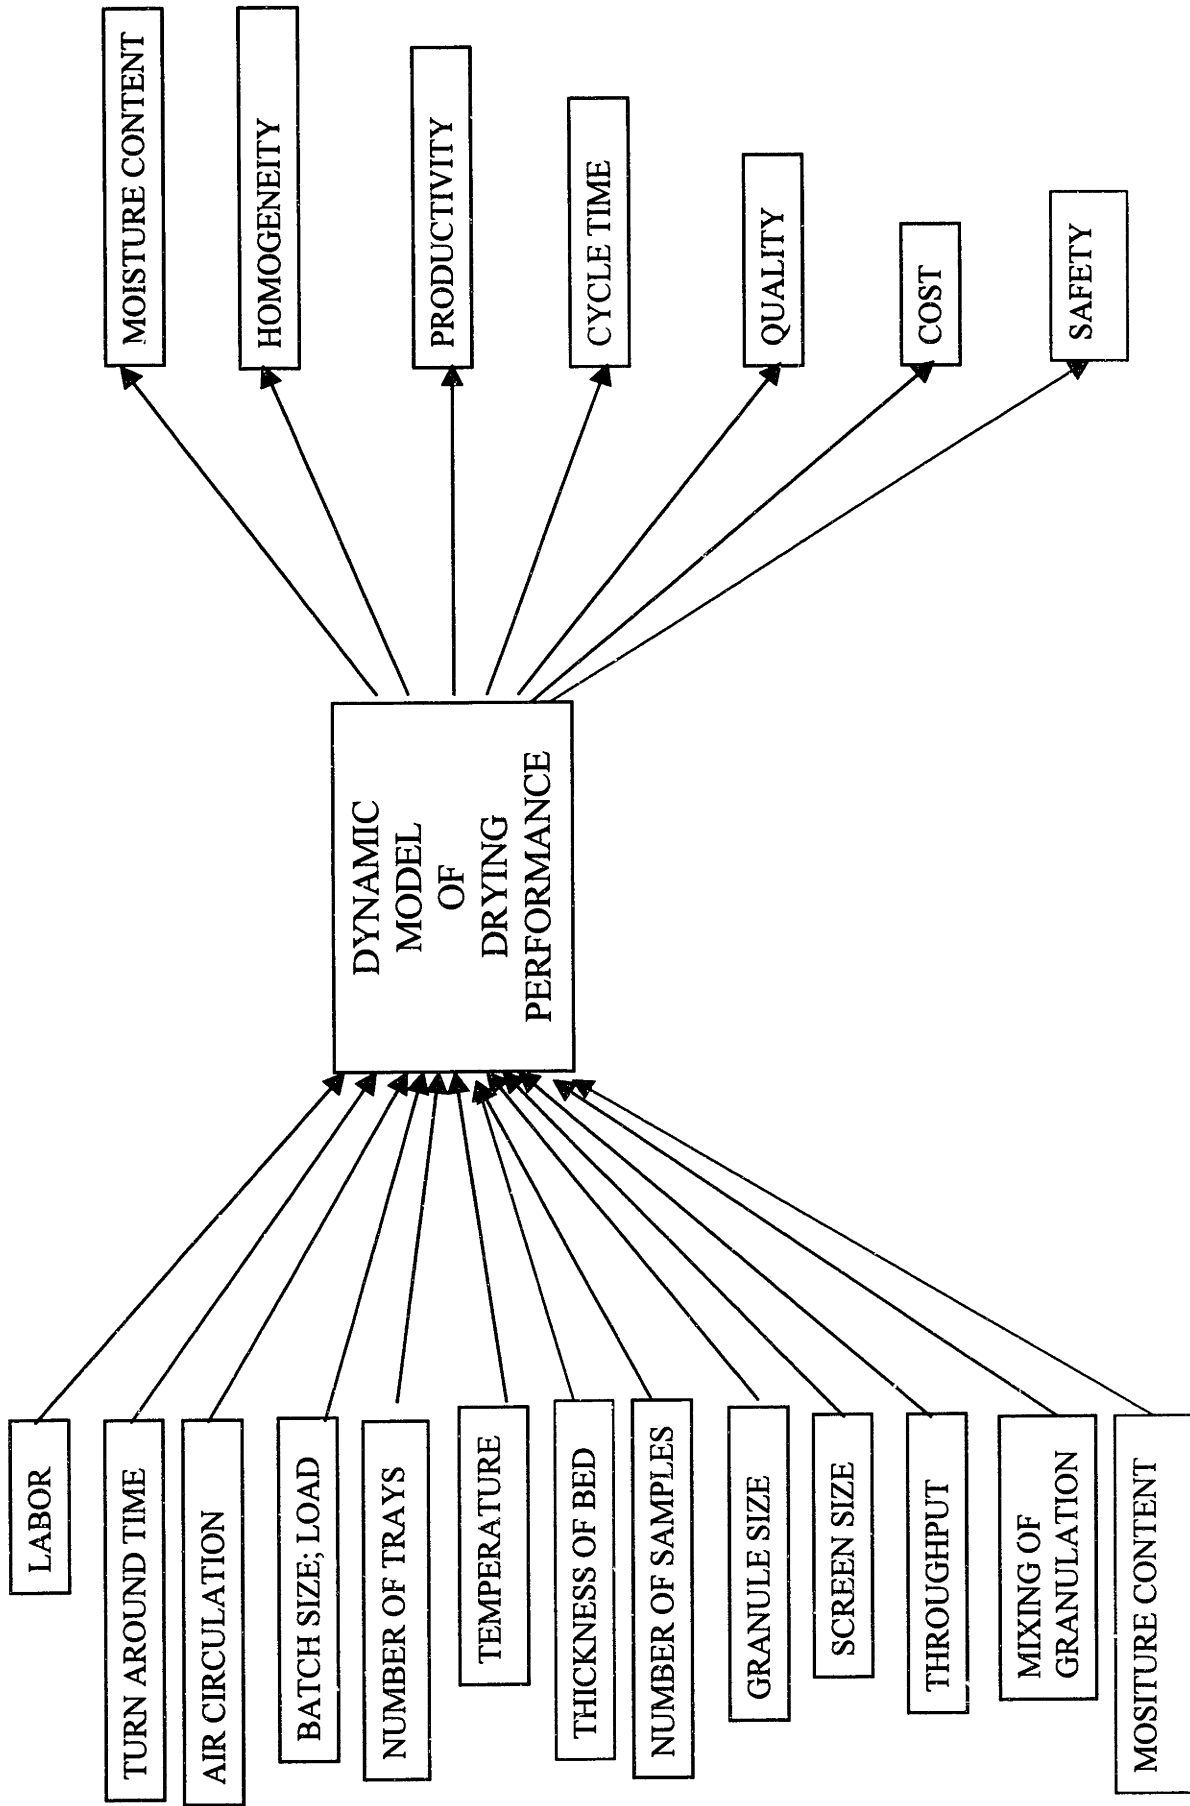 LABOR
TURN AROUND TIME
AIR CIRCULATION
BATCH SIZE; LOAD
NUMBER OF TRAYS
TEMPERATURE
THICKNESS OF BED
NUMBER OF SAMPLES
GRANULE SIZE
SCREEN SIZE
THROUGHPUT
MIXING OF
GRANULATION
MOSITURE CONTENT
DYNAMIC
MODEL
OF
DRYING
PERFORMANCE
MOISTURE CONTENT
HOMOGENEITY
PRODUCTIVITY
CYCLE TIME
QUALITY
COST
SAFETY